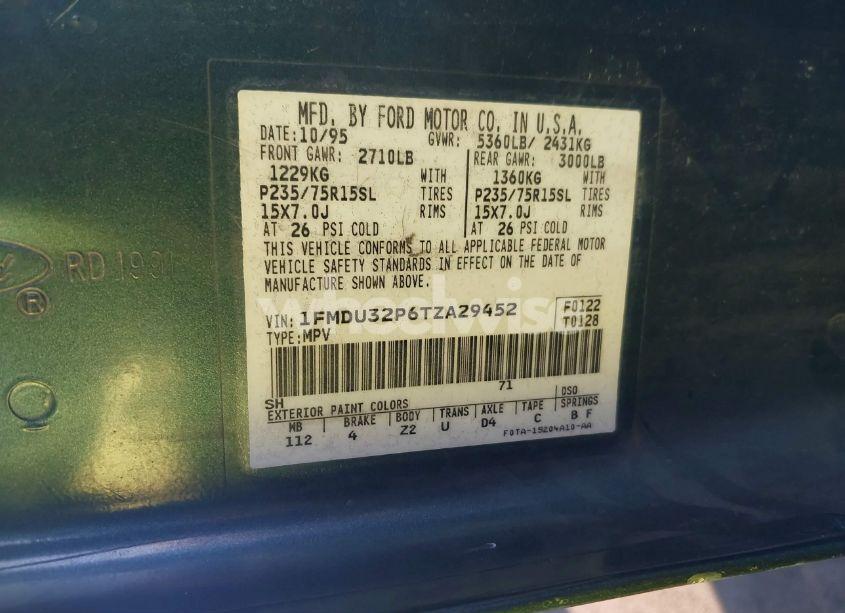 MFD. BY FORD MOTOR CO. IN U.S.A.
DATE: 10/95 GVWR: 5360LB/ 2431KG
FRONT GAWR: 2710LB REAR GAWR: 3000LB
1229KG WITH 1360KG WITH
P235/75R15SL TIRES P235/75R15SL TIRES
15X7.0J RIMS 15X7.0J RIMS
AT 26 PSI COLD AT 26 PSI COLD
THIS VEHICLE CONFORMS TO ALL APPLICABLE FEDERAL MOTOR
VEHICLE SAFETY STANDARDS IN EFFECT ON THE DATE OF
MANUFACTURE SHOWN ABOVE.
VIN: 1FMDU32P6TZA29452 F0122
TYPE: MPV T0128
71
SH DSO
EXTERIOR PAINT COLORS
WB BRAKE BODY TRANS AXLE TAPE SPRINGS
112 4 Z2 U D4 C B F
F0TA-15204A10-AA
RD 199
®
wheelwise